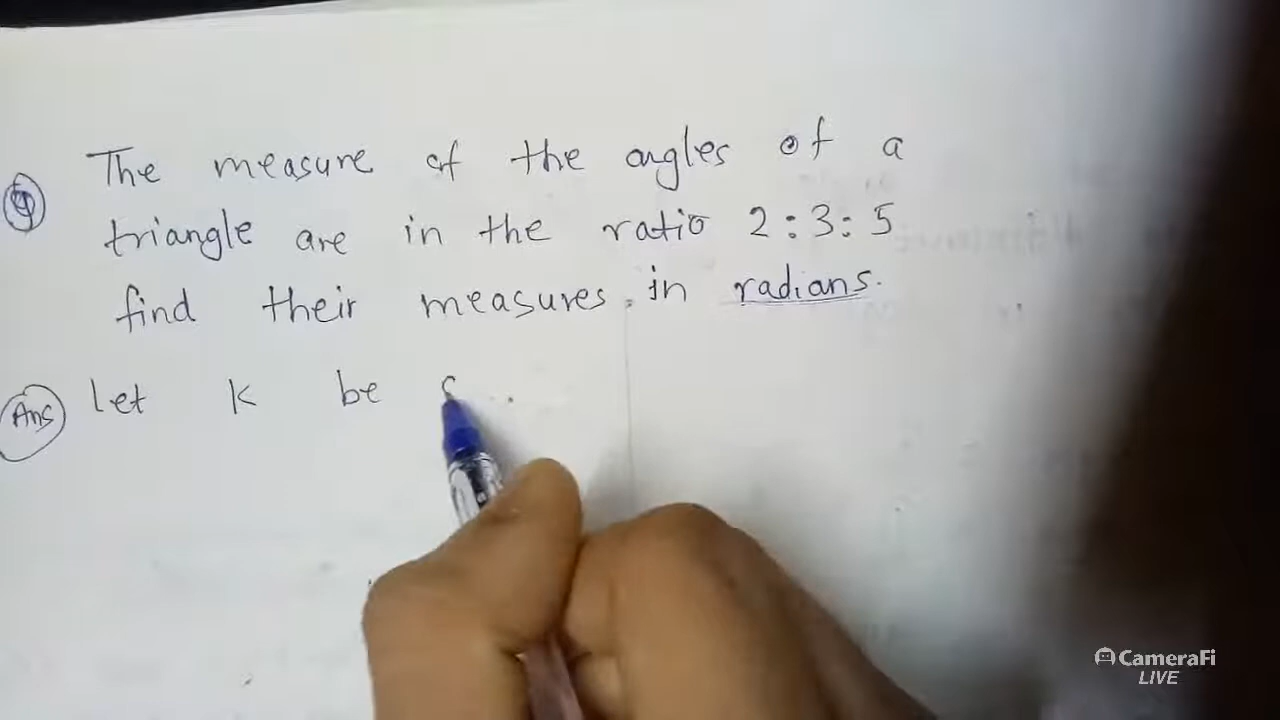 The measure of the angles of a
triangle are in the ratio 2:3:5
find their measures in radians.
Ans let K be
CameraFi
LIVE